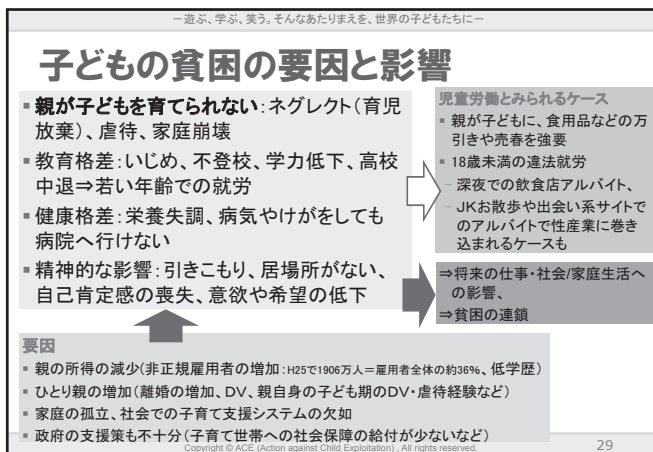 －遊ぶ、学ぶ、笑う。そんなあたりまえを、世界の子どもたちに－
子どもの貧困の要因と影響
▪ 親が子どもを育てられない：ネグレクト（育児
放棄）、虐待、家庭崩壊
▪ 教育格差：いじめ、不登校、学力低下、高校
中退⇒若い年齢での就労
▪ 健康格差：栄養失調、病気やけがをしても
病院へ行けない
▪ 精神的な影響：引きこもり、居場所がない、
自己肯定感の喪失、意欲や希望の低下
児童労働とみられるケース
▪ 親が子どもに、食用品などの万
引きや売春を強要
▪ 18歳未満の違法就労
– 深夜での飲食店アルバイト、
– JKお散歩や出会い系サイトで
のアルバイトで性産業に巻き
込まれるケースも
⇒将来の仕事・社会/家庭生活へ
の影響、
⇒貧困の連鎖
要因
▪ 親の所得の減少（非正規雇用者の増加：H25で1906万人＝雇用者全体の約36%、低学歴）
▪ ひとり親の増加（離婚の増加、DV、親自身の子ども期のDV・虐待経験など）
▪ 家庭の孤立、社会での子育て支援システムの欠如
▪ 政府の支援策も不十分（子育て世帯への社会保障の給付が少ないなど）
Copyright © ACE (Action against Child Exploitation) , All rights reserved.
29